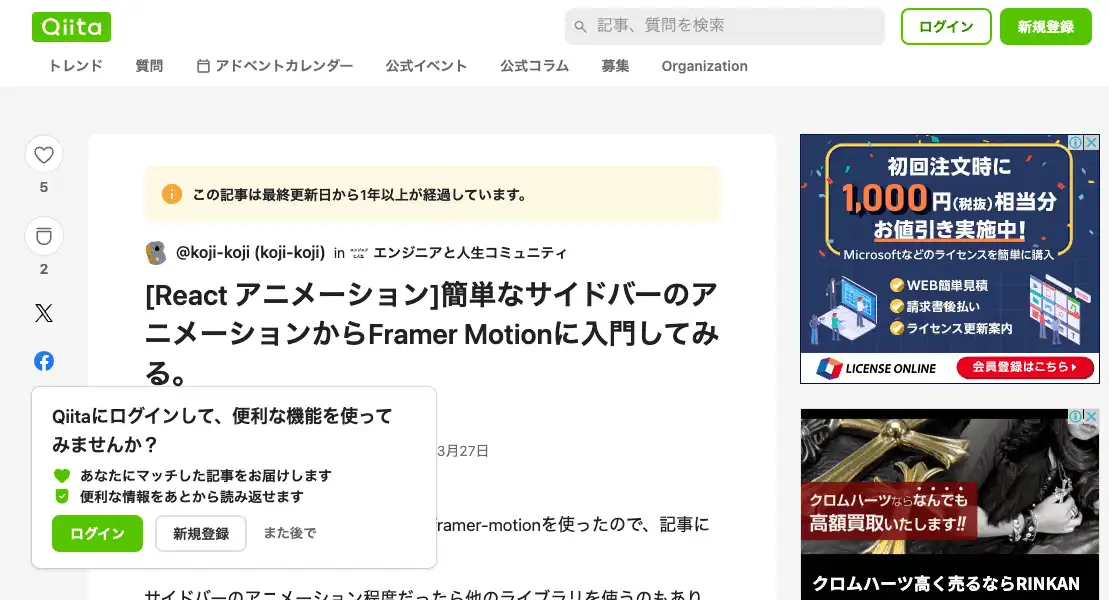 Qiita
記事、質問を検索
ログイン
新規登録
トレンド
質問
アドベントカレンダー
公式イベント
公式コラム
募集
Organization
5
2
この記事は最終更新日から1年以上が経過しています。
@koji-koji (koji-koji) in エンジニアと人生コミュニティ
[React アニメーション]簡単なサイドバーのア
ニメーションからFramer Motionに入門してみ
る。
3月27日
framer-motionを使ったので、記事に
サイドバーのアニメーション程度だったら他のライブラリを使うのもあり
Qiitaにログインして、便利な機能を使って
みませんか？
あなたにマッチした記事をお届けします
便利な情報をあとから読み返せます
ログイン
新規登録
また後で
初回注文時に
1,000円(税抜)相当分
お値引き実施中!
Microsoftなどのライセンスを簡単に購入
WEB簡単見積
請求書後払い
ライセンス更新案内
LICENSE ONLINE
会員登録はこちら
クロムハーツならなんでも
高額買取いたします!!
クロムハーツ高く売るならRINKAN